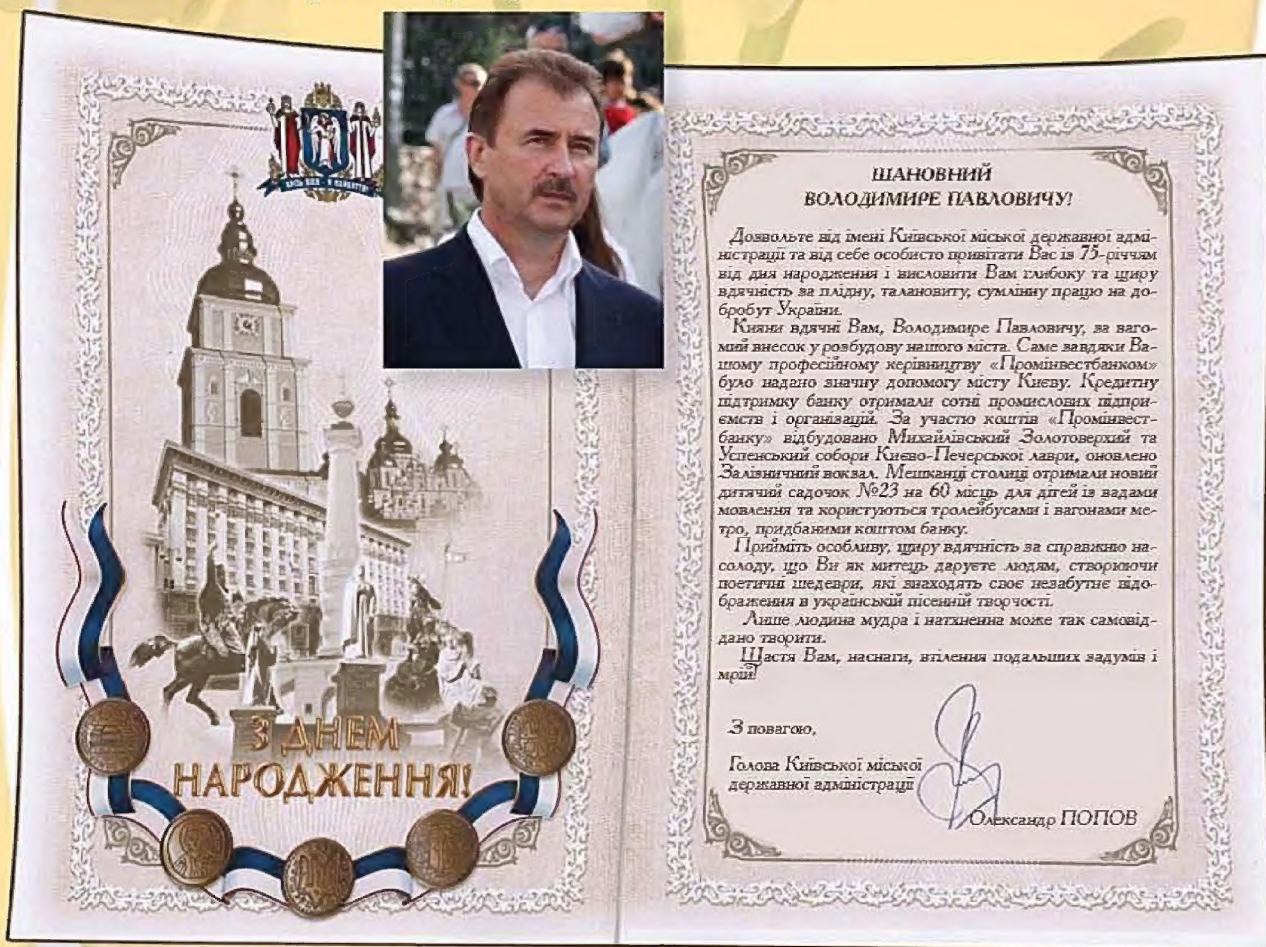 З ДНЕМ
НАРОДЖЕННЯ!
ШАНОВНИЙ
ВОЛОДИМИРЕ ПАВЛОВИЧУ!
Дозвольте від імені Київської міської державної адмі-
ністрації та від себе особисто привітати Вас із 75-річчям
від дня народження і висловити Вам глибоку та щиру
вдячність за плідну, талановиту, сумлінну працю на до-
бробут України.
Кияни вдячні Вам, Володимире Павловичу, за ваго-
мий внесок у розбудову нашого міста. Саме завдяки Ва-
шому професійному керівництву «Промінвестбанком»
було надано значну допомогу місту Києву. Кредитну
підтримку банку отримали сотні промислових підпри-
ємств і організацій. За участю коштів «Промінвест-
банку» відбудовано Михайлівський Золотоверхий та
Успенський собори Києво-Печерської лаври, оновлено
Залізничний вокзал. Мешканці столиці отримали новий
дитячий садочок №23 на 60 місць для дітей із вадами
мовлення та користуються тролейбусами і вагонами ме-
тро, придбаними коштом банку.
Прийміть особливу, щиру вдячність за справжню на-
солоду, що Ви як митець даруєте людям, створюючи
поетичні шедеври, які знаходять своє незабутнє відо-
браження в українській пісенній творчості.
Лише людина мудра і натхненна може так самовід-
дано творити.
Щастя Вам, наснаги, втілення подальших задумів і
мрій!
З повагою,
Голова Київської міської
державної адміністрації
Олександр ПОПОВ